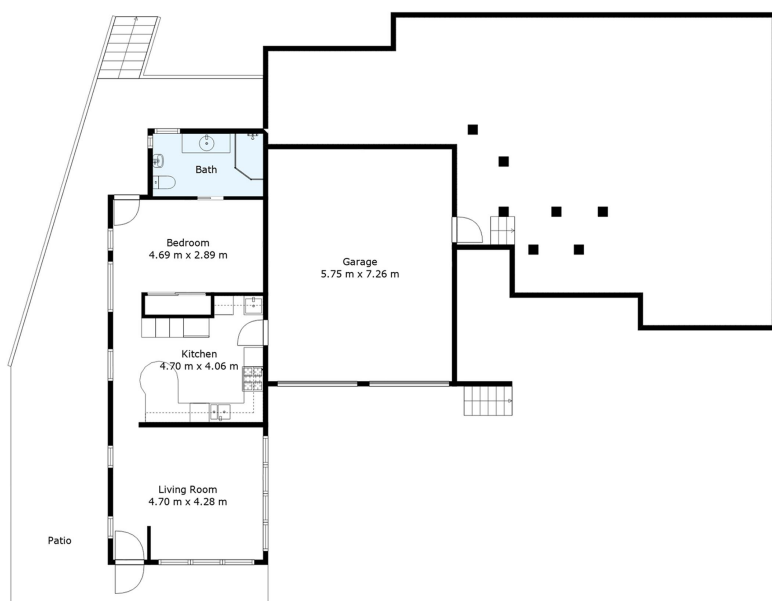 Bath
Bedroom
4.69 m x 2.89 m
Garage
5.75 m x 7.26 m
Kitchen
4.70 m x 4.06 m
Living Room
4.70 m x 4.28 m
Patio